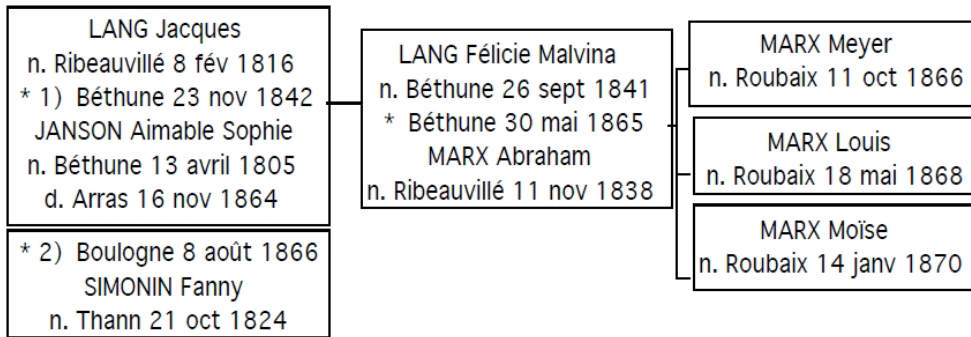 LANG Jacques
n. Ribeauvillé 8 fév 1816
* 1) Béthune 23 nov 1842
JANSON Aimable Sophie
n. Béthune 13 avril 1805
d. Arras 16 nov 1864
* 2) Boulogne 8 août 1866
SIMONIN Fanny
n. Thann 21 oct 1824
LANG Félicie Malvina
n. Béthune 26 sept 1841
* Béthune 30 mai 1865
MARX Abraham
n. Ribeauvillé 11 nov 1838
MARX Meyer
n. Roubaix 11 oct 1866
MARX Louis
n. Roubaix 18 mai 1868
MARX Moïse
n. Roubaix 14 janv 1870